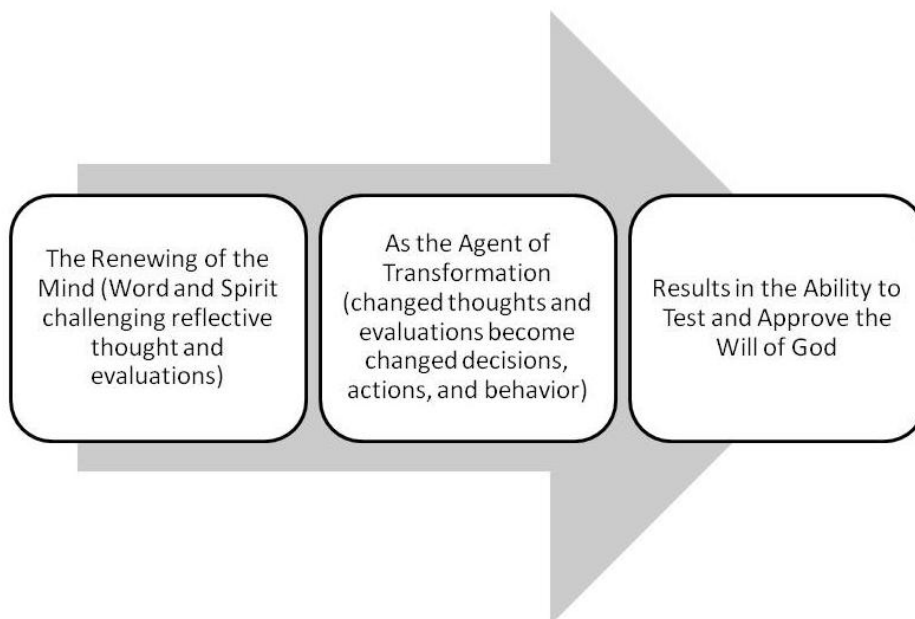 The Renewing of the
Mind (Word and Spirit
challenging reflective
thought and
evaluations)
As the Agent of
Transformation
(changed thoughts and
evaluations become
changed decisions,
actions, and behavior)
Results in the Ability to
Test and Approve the
Will of God